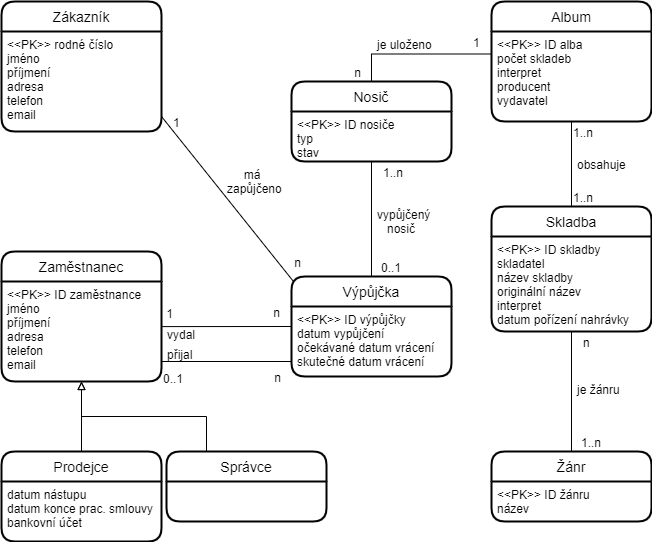 Zákazník
<<PK>> rodné číslo
jméno
příjmení
adresa
telefon
email
je uloženo
1
n
Album
<<PK>> ID alba
počet skladeb
interpret
producent
vydavatel
Nosič
<<PK>> ID nosiče
typ
stav
1
má
zapůjčeno
n
1..n
vypůjčený
nosič
0..1
1..n
obsahuje
1..n
Skladba
<<PK>> ID skladby
skladatel
název skladby
originální název
interpret
datum pořízení nahrávky
Zaměstnanec
<<PK>> ID zaměstnance
jméno
příjmení
adresa
telefon
email
1
n
vydal
přijal
0..1
n
Výpůjčka
<<PK>> ID výpůjčky
datum vypůjčení
očekávané datum vrácení
skutečné datum vrácení
n
je žánru
1..n
Prodejce
datum nástupu
datum konce prac. smlouvy
bankovní účet
Správce
Žánr
<<PK>> ID žánru
název